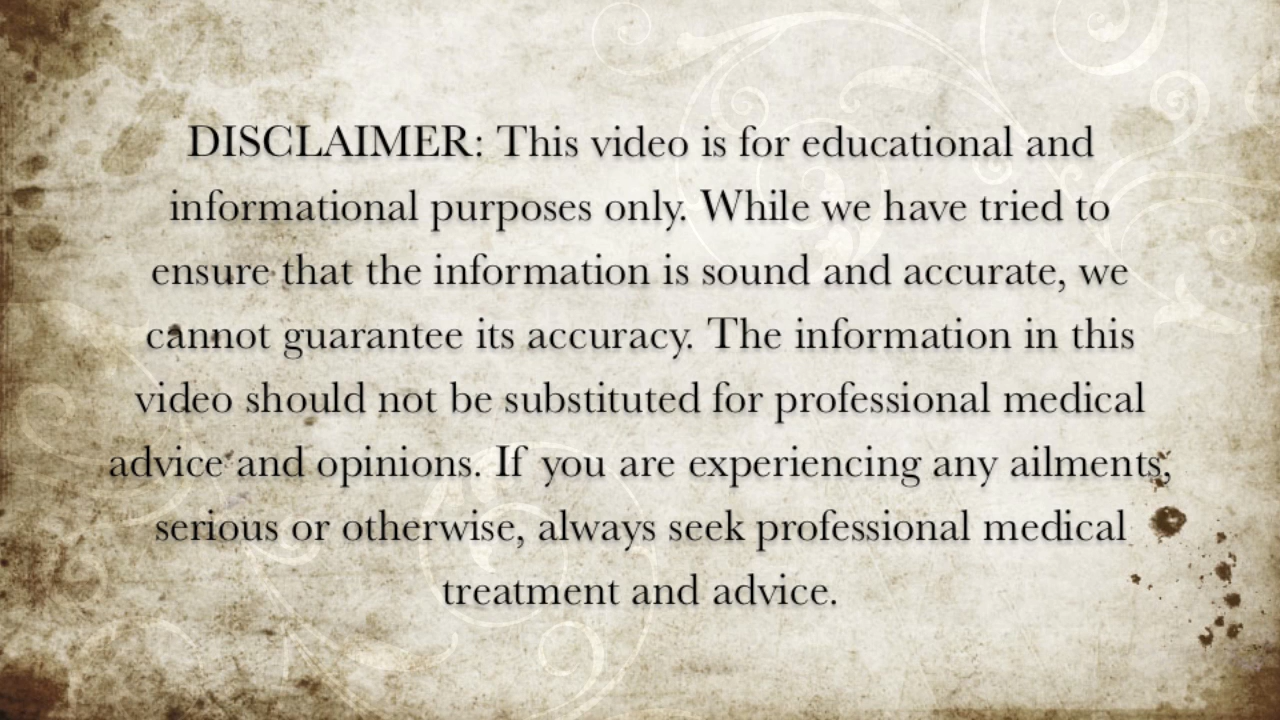 DISCLAIMER: This video is for educational and
informational purposes only. While we have tried to
ensure that the information is sound and accurate, we
cannot guarantee its accuracy. The information in this
video should not be substituted for professional medical
advice and opinions. If you are experiencing any ailments,
serious or otherwise, always seek professional medical
treatment and advice.